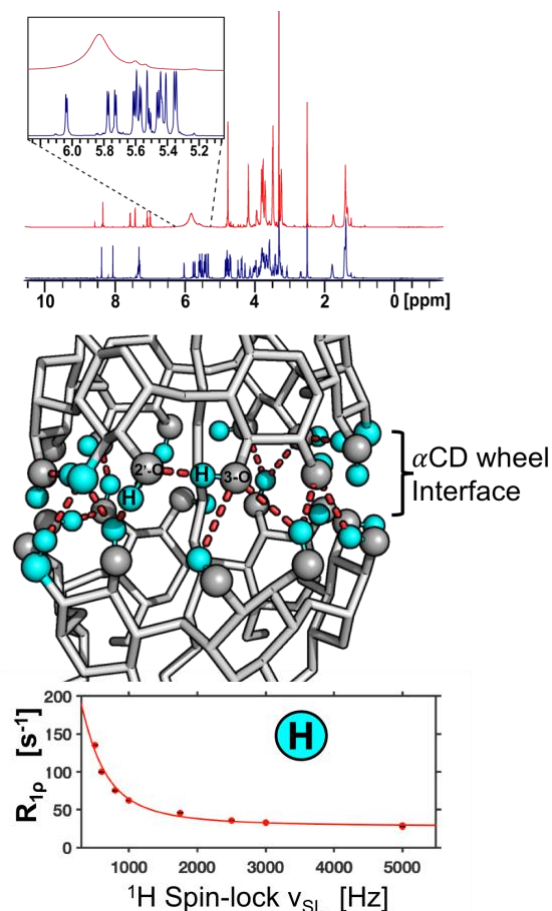 6.0 5.8 5.6 5.4 5.2
10 8 6 4 2 0 [ppm]
2'-O H 3-O
H
αCD wheel
Interface
200
150
100
50
0
R1ρ [s-1]
H
1000 2000 3000 4000 5000
1H Spin-lock νSL [Hz]